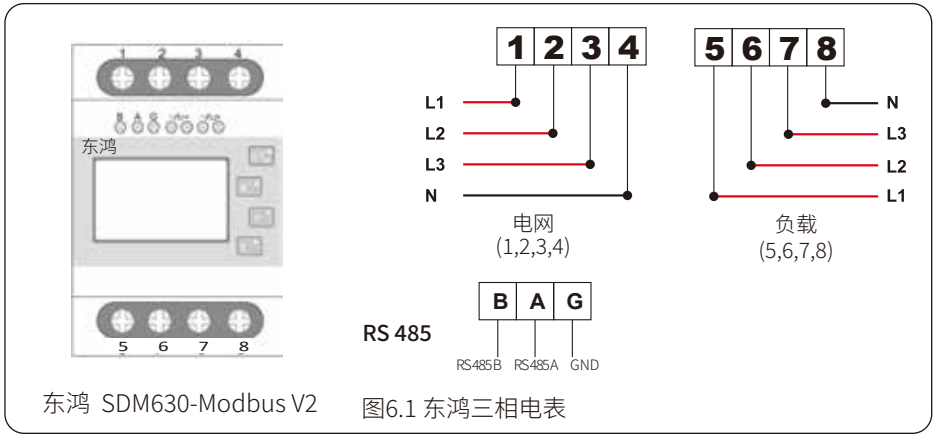 1 2 3 4
B A G
东鸿
5 6 7 8
东鸿 SDM630-Modbus V2
1 2 3 4
L1
L2
L3
N
电网
(1,2,3,4)
5 6 7 8
N
L3
L2
L1
负载
(5,6,7,8)
RS 485
B A G
RS485B RS485A GND
图6.1 东鸿三相电表